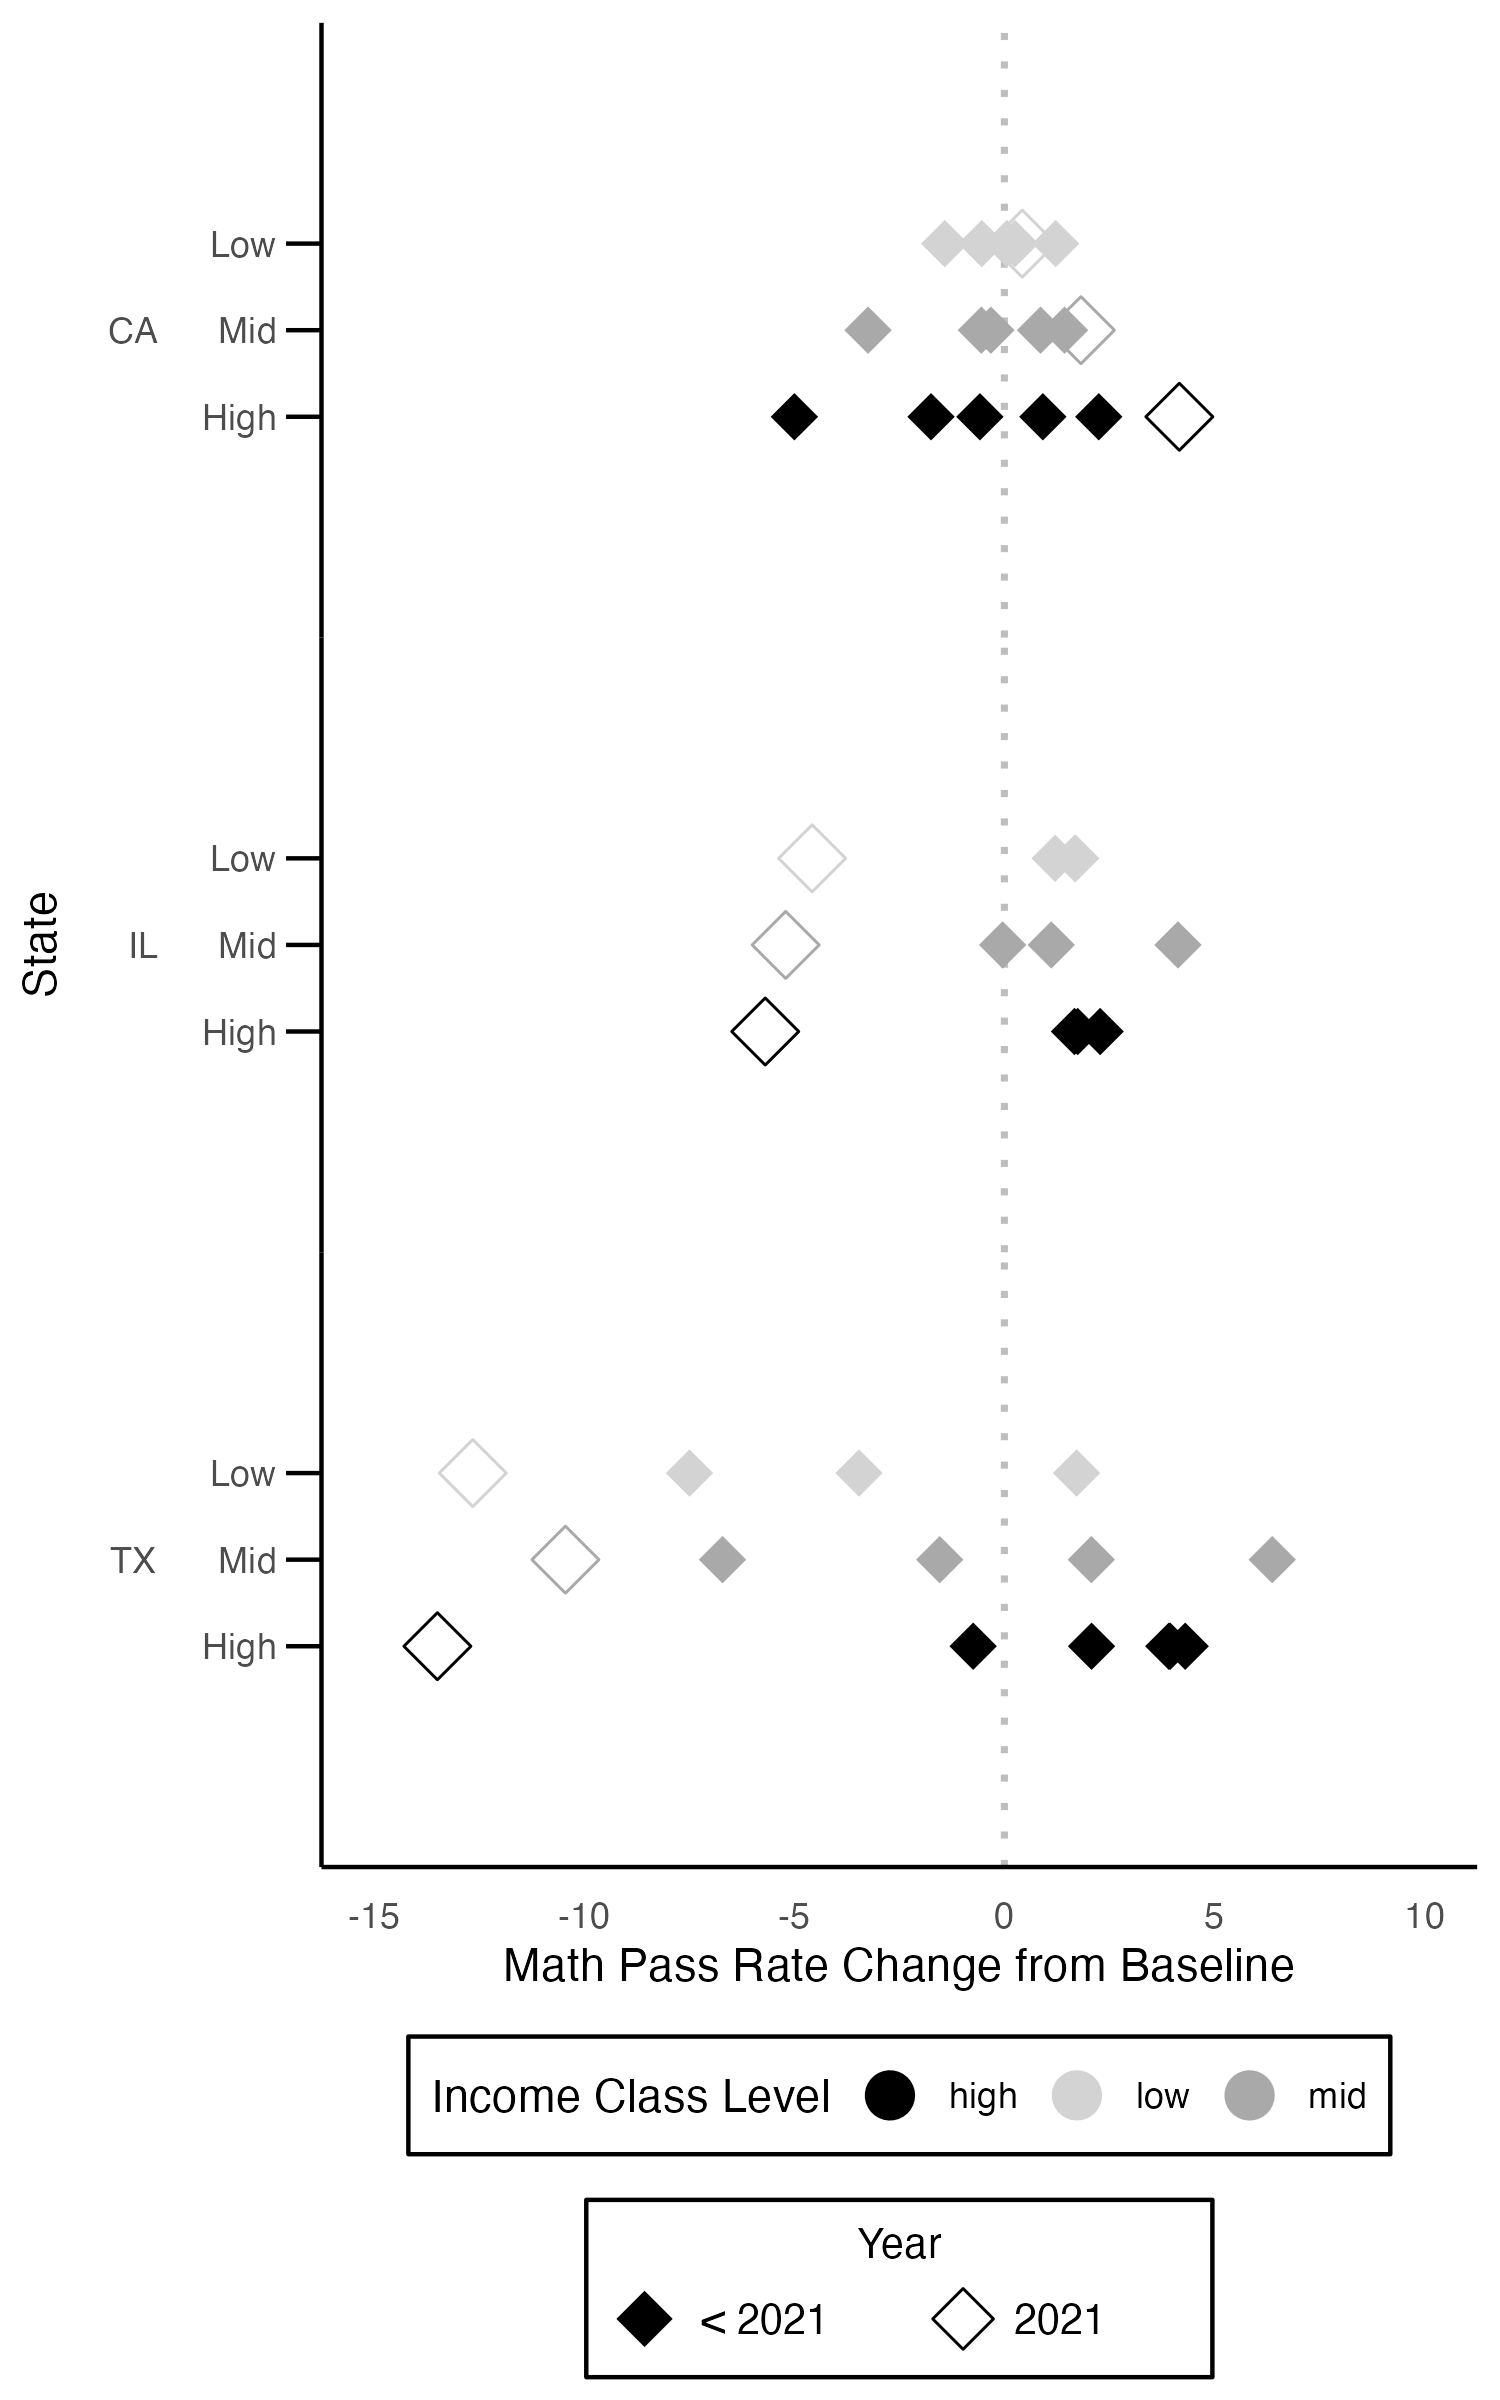 Low
CA Mid
High
Low
State
IL Mid
High
Low
TX Mid
High
-15 -10 -5 0 5 10
Math Pass Rate Change from Baseline
Income Class Level high low mid
Year
< 2021 2021